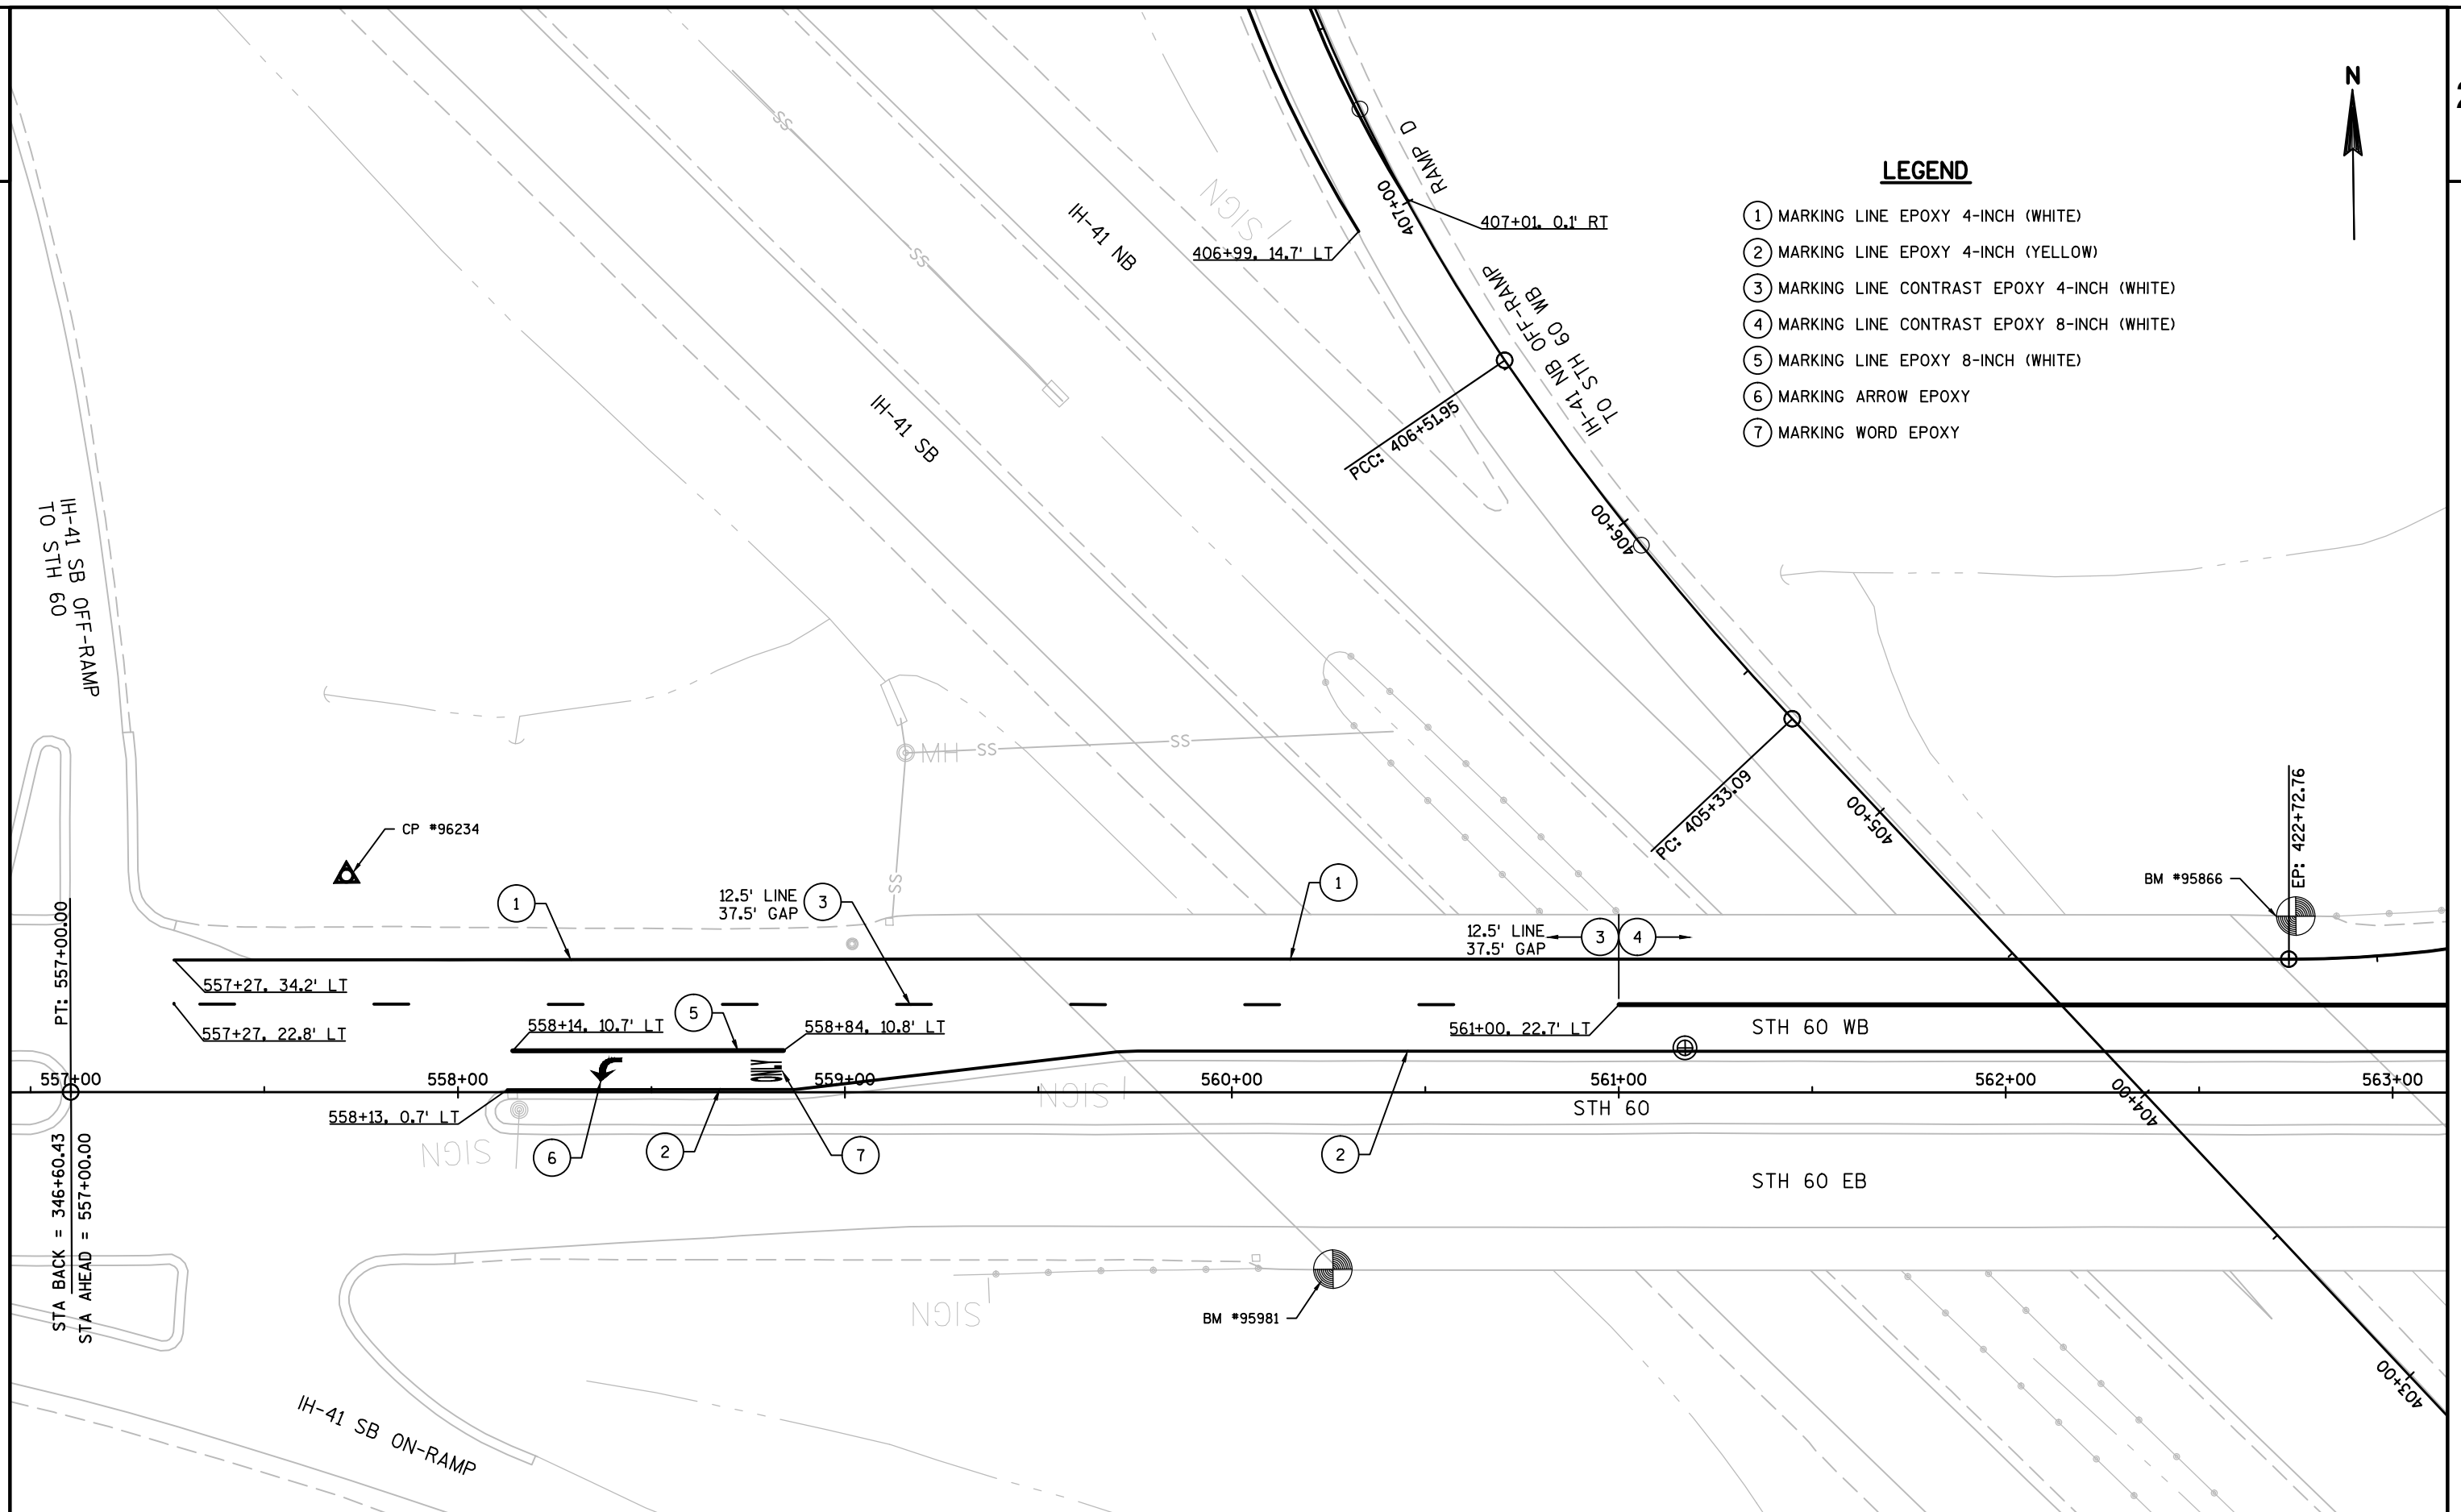 N
LEGEND
1 MARKING LINE EPOXY 4-INCH (WHITE)
2 MARKING LINE EPOXY 4-INCH (YELLOW)
3 MARKING LINE CONTRAST EPOXY 4-INCH (WHITE)
4 MARKING LINE CONTRAST EPOXY 8-INCH (WHITE)
5 MARKING LINE EPOXY 8-INCH (WHITE)
6 MARKING ARROW EPOXY
7 MARKING WORD EPOXY
SS
SS
SIGN
IH-41 NB
IH-41 SB
RAMP D
407+00
407+01. 0.1' RT
406+99. 14.7' LT
IH-41 NB OFF-RAMP
TO STH 60 WB
PCC: 406+51.95
406+00
IH-41 SB OFF-RAMP
TO STH 60
MH
SS
SS
SS
PC: 405+33.09
405+00
EP: 422+72.76
BM #95866
CP #96234
PT: 557+00.00
1
12.5' LINE
37.5' GAP
3
1
12.5' LINE
37.5' GAP
3
4
557+27. 34.2' LT
557+27. 22.8' LT
558+14. 10.7' LT
5
558+84. 10.8' LT
561+00. 22.7' LT
STH 60 WB
557+00
558+00
559+00
560+00
561+00
562+00
563+00
STH 60
404+00
558+13. 0.7' LT
SIGN
SIGN
6
2
7
2
STH 60 EB
STA BACK = 346+60.43
STA AHEAD = 557+00.00
SIGN
BM #95981
403+00
IH-41 SB ON-RAMP